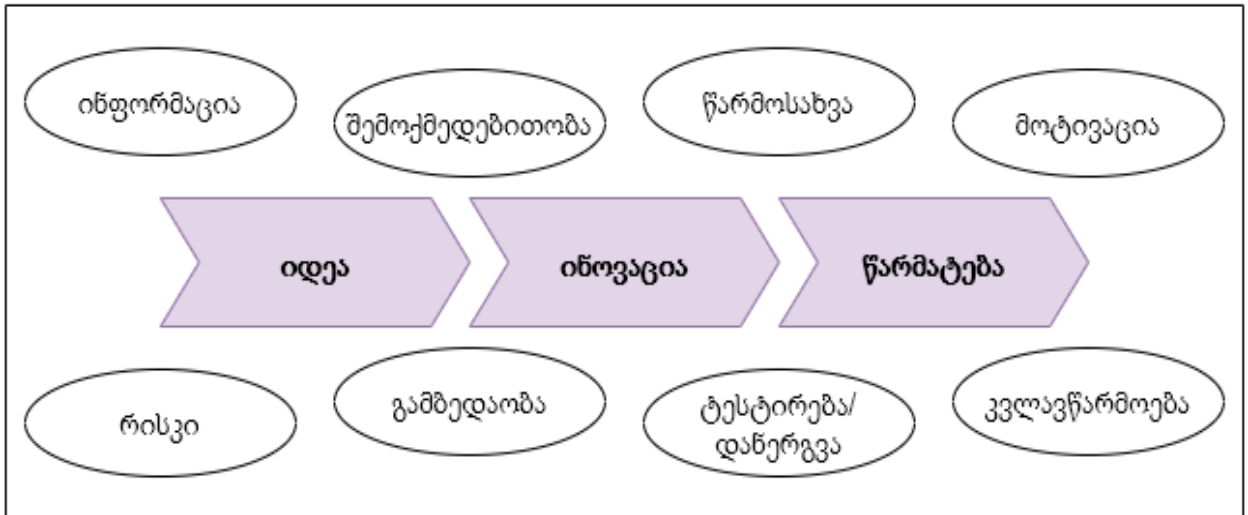 ინფორმაცია
შემოქმედებითობა
წარმოსახვა
მოტივაცია
იდეა
ინოვაცია
წარმატება
რისკი
გამბედაობა
ტესტირება/
დანერგვა
კვლავწარმოება